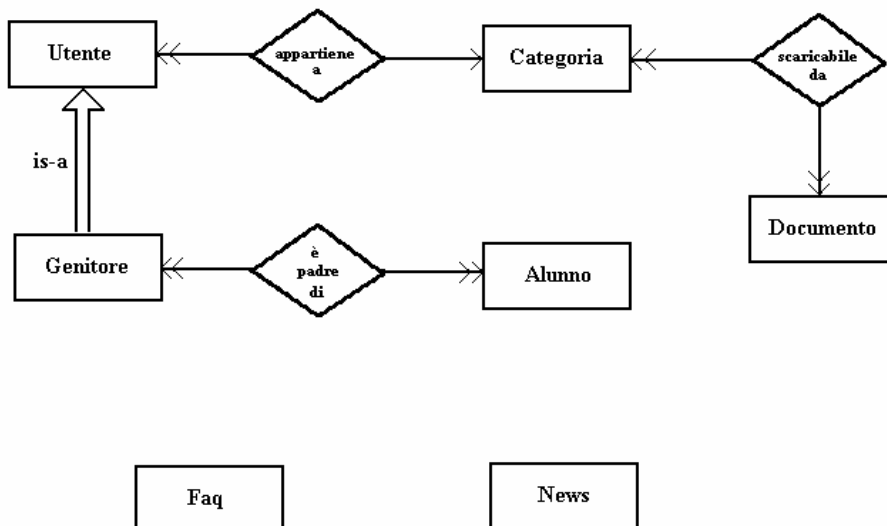 Utente
appartiene
a
Categoria
scaricabile
da
is-a
Documento
Genitore
è
padre
di
Alunno
Faq
News